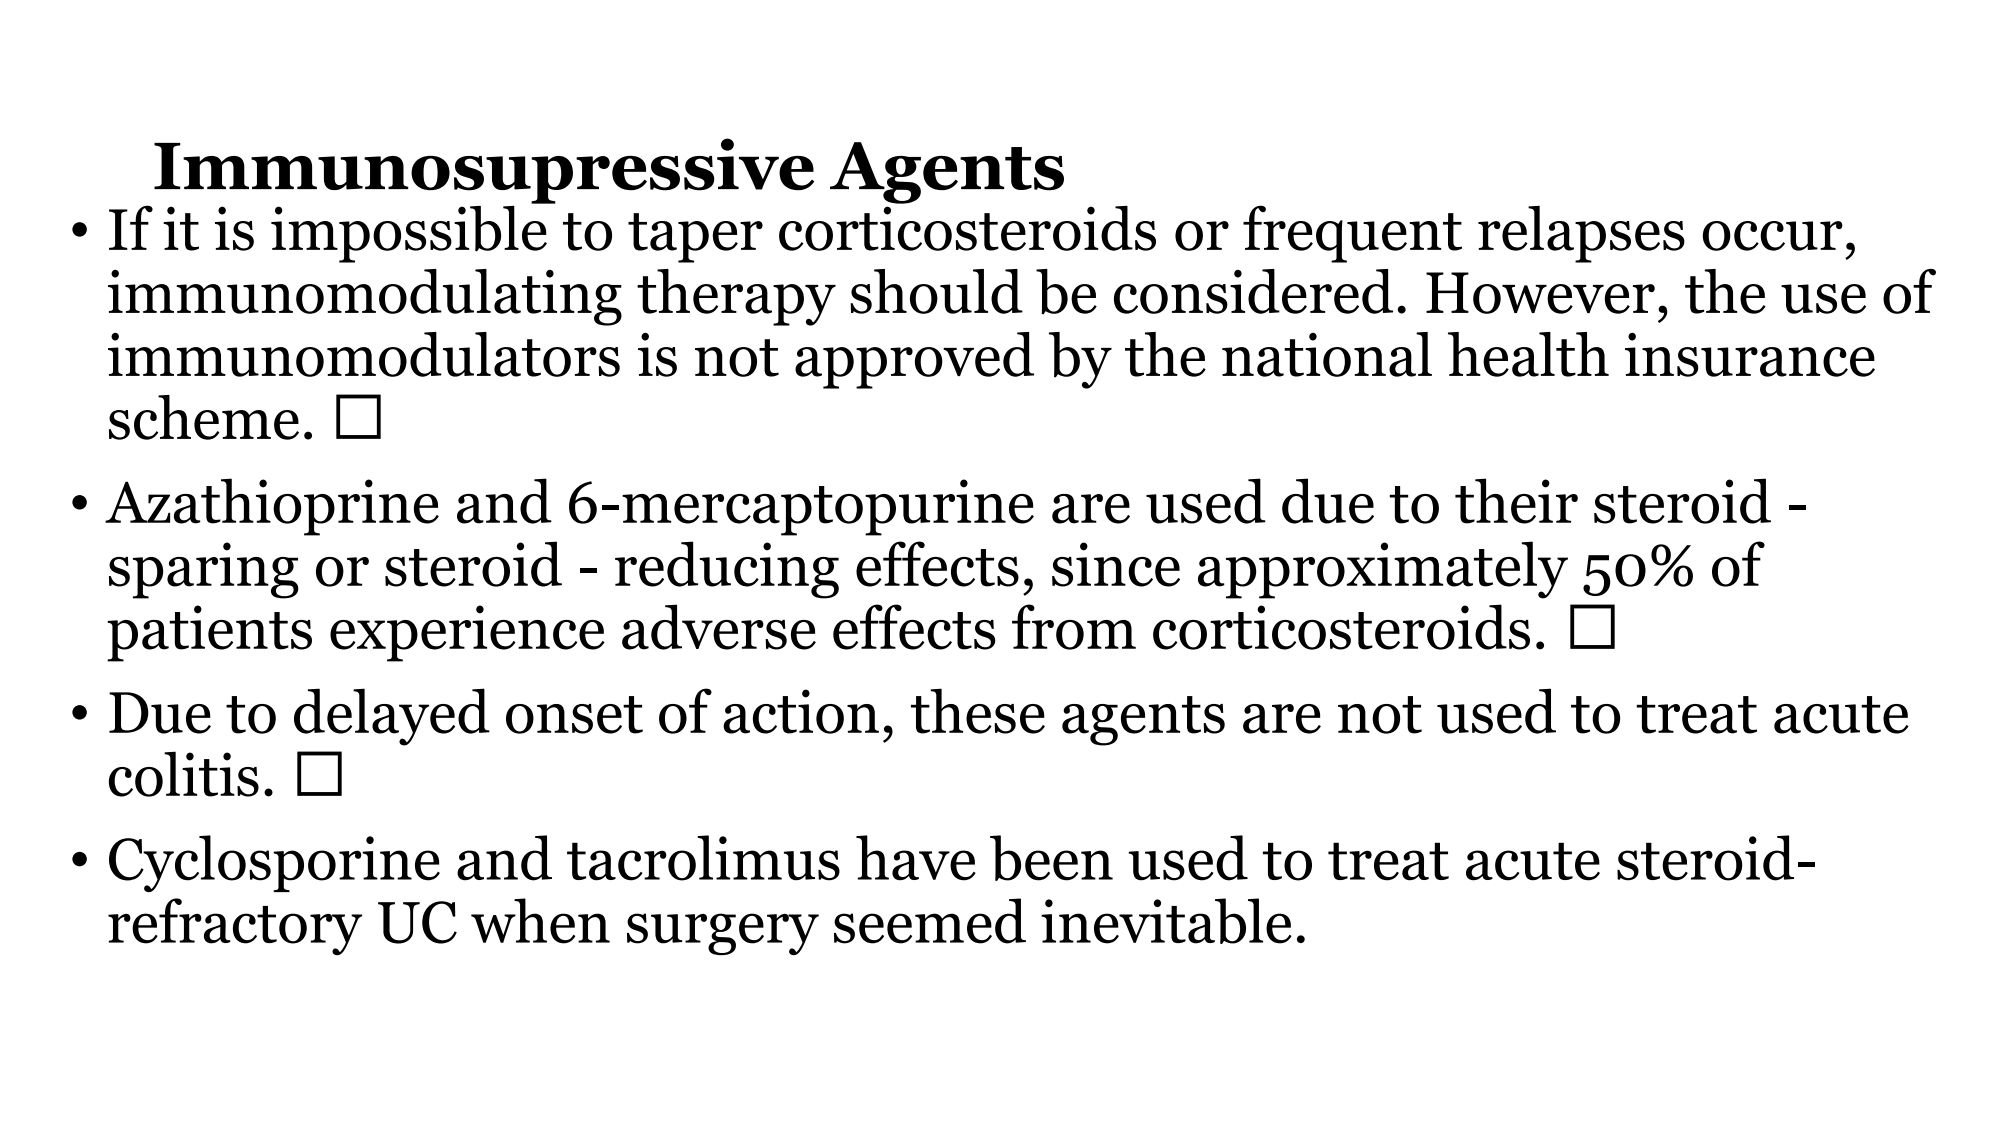 Immunosupressive Agents
• If it is impossible to taper corticosteroids or frequent relapses occur,
immunomodulating therapy should be considered. However, the use of
immunomodulators is not approved by the national health insurance
scheme. □
• Azathioprine and 6-mercaptopurine are used due to their steroid -
sparing or steroid - reducing effects, since approximately 50% of
patients experience adverse effects from corticosteroids. □
• Due to delayed onset of action, these agents are not used to treat acute
colitis. □
• Cyclosporine and tacrolimus have been used to treat acute steroid-
refractory UC when surgery seemed inevitable.